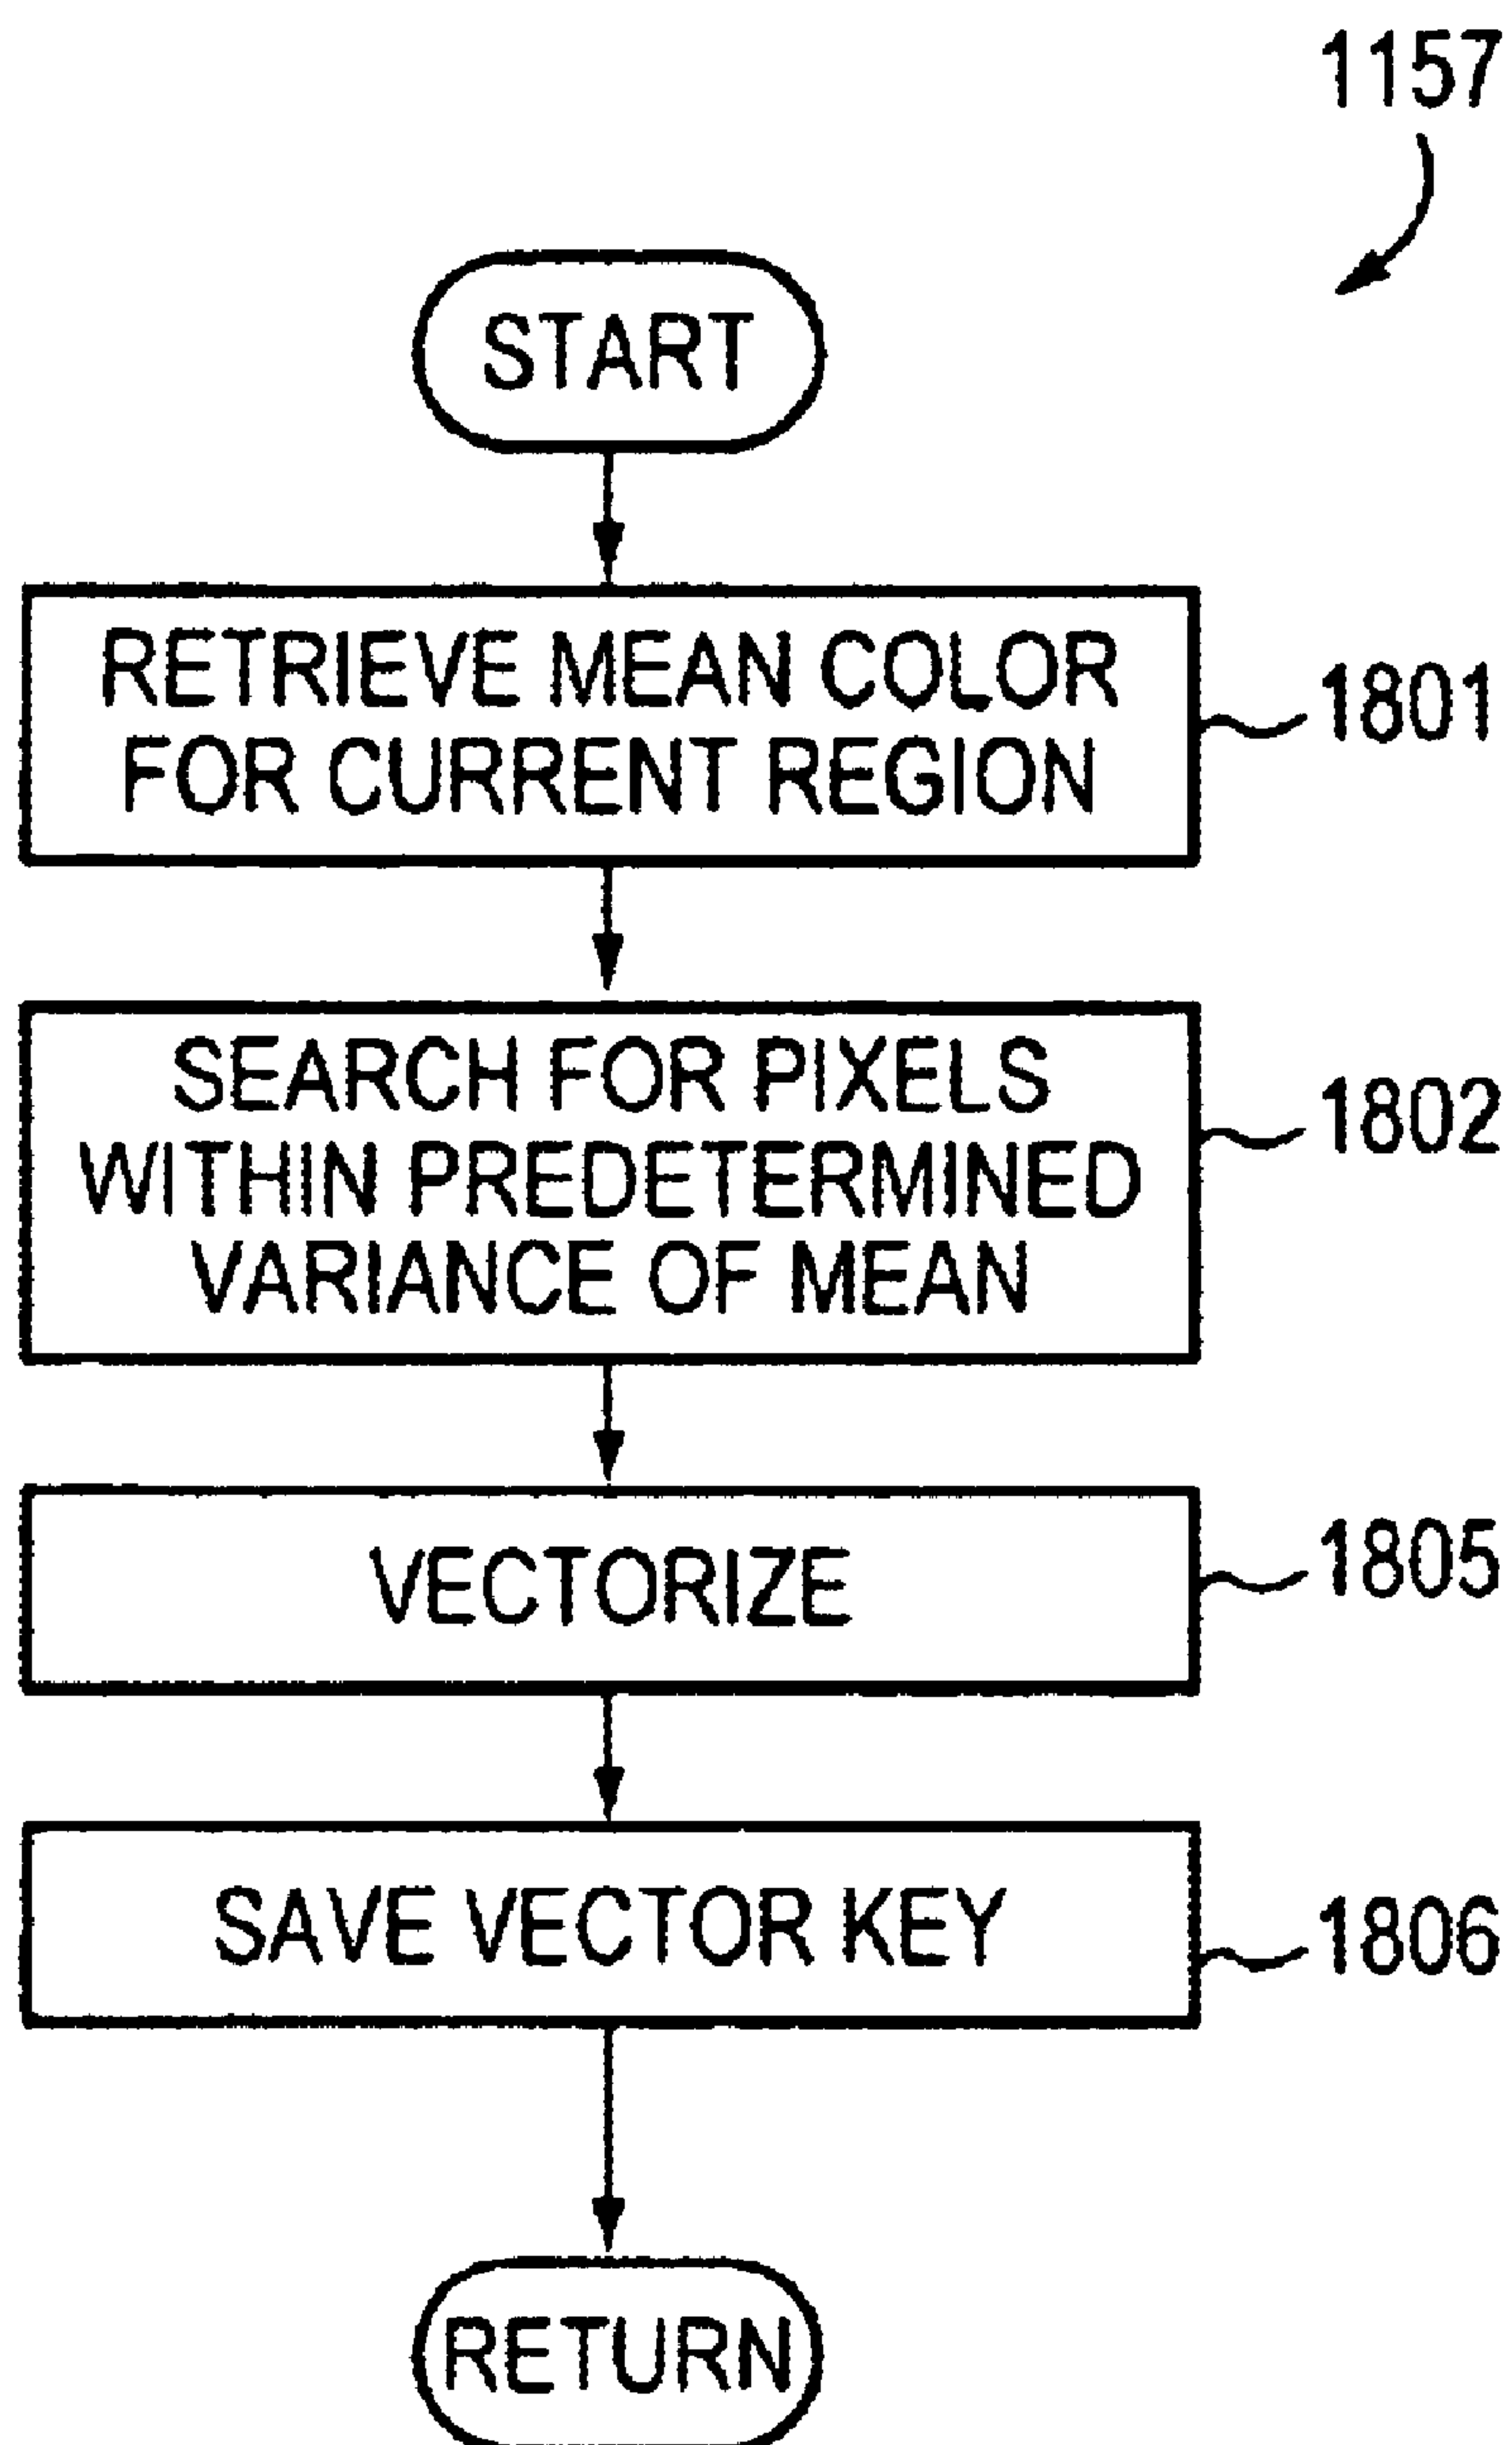 1157
START
RETRIEVE MEAN COLOR
FOR CURRENT REGION
1801
SEARCH FOR PIXELS
WITHIN PREDETERMINED
VARIANCE OF MEAN
1802
VECTORIZE
1805
SAVE VECTOR KEY
1806
RETURN